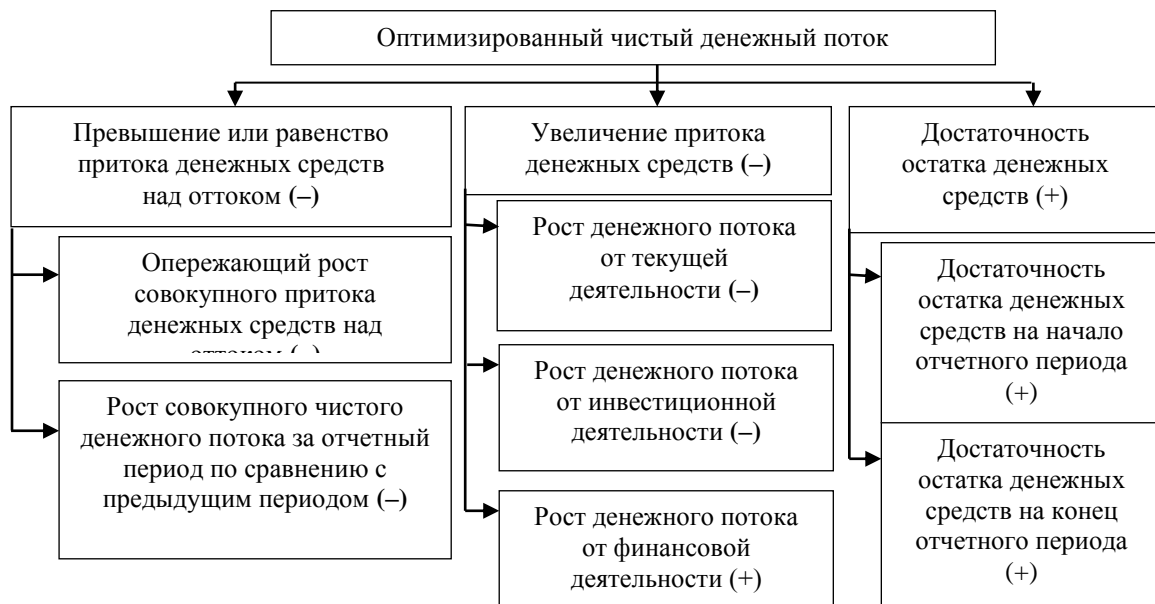 Оптимизированный чистый денежный поток
Превышение или равенство
притока денежных средств
над оттоком (–)
Опережающий рост
совокупного притока
денежных средств над
оттоком (–)
Рост совокупного чистого
денежного потока за отчетный
период по сравнению с
предыдущим периодом (–)
Увеличение притока
денежных средств (–)
Рост денежного потока
от текущей
деятельности (–)
Рост денежного потока
от инвестиционной
деятельности (–)
Рост денежного потока
от финансовой
деятельности (+)
Достаточность
остатка денежных
средств (+)
Достаточность
остатка денежных
средств на начало
отчетного периода
(+)
Достаточность
остатка денежных
средств на конец
отчетного периода
(+)